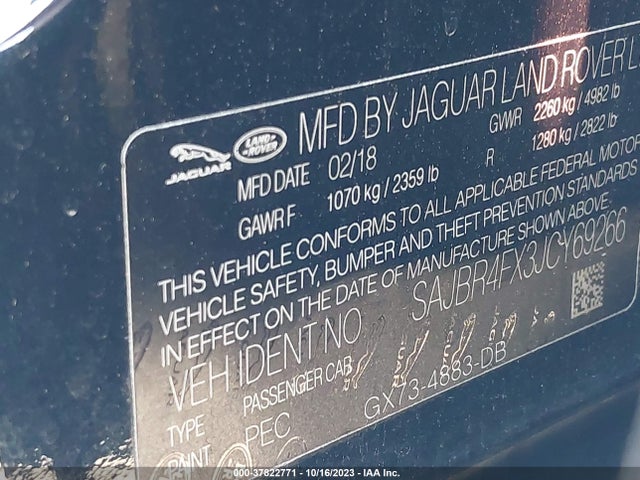 MFD BY JAGUAR LAND ROVER
JAGUAR
LAND ROVER
MFD DATE 02/18 GVWR 2260 kg / 4982 lb
GAWR F 1070 kg / 2359 lb R 1280 kg / 2822 lb
THIS VEHICLE CONFORMS TO ALL APPLICABLE FEDERAL MOTOR
VEHICLE SAFETY, BUMPER AND THEFT PREVENTION STANDARDS
IN EFFECT ON THE DATE OF MANUFACTURE SHOWN ABOVE.
VEH IDENT NO SAJBR4FX3JCY69266
TYPE PASSENGER CAR
PAINT PEC GX73-4883-DB
000-37822771 - 10/16/2023 - IAA Inc.